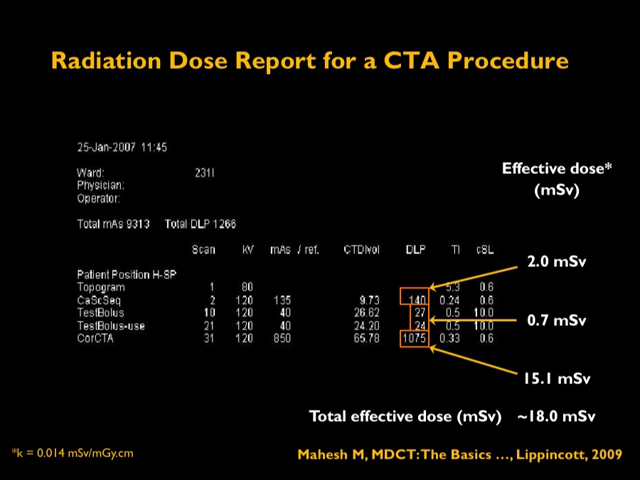 Radiation Dose Report for a CTA Procedure
25-Jan-2007 11:45
Ward: 231I
Physician:
Operator:
Total mAs 9313 Total DLP 1266
Scan kV mAs / ref. CTDIvol DLP TI cSL
Patient Position H-SP
Topogram 1 80 5.3 0.6
CaScSeq 2 120 135 9.73 140 0.24 0.6
TestBolus 10 120 40 26.62 27 0.5 10.0
TestBolus-use 21 120 40 24.20 24 0.5 10.0
CorCTA 31 120 850 65.78 1075 0.33 0.6
Effective dose*
(mSv)
2.0 mSv
0.7 mSv
15.1 mSv
Total effective dose (mSv) ~18.0 mSv
*k = 0.014 mSv/mGy.cm
Mahesh M, MDCT: The Basics ..., Lippincott, 2009